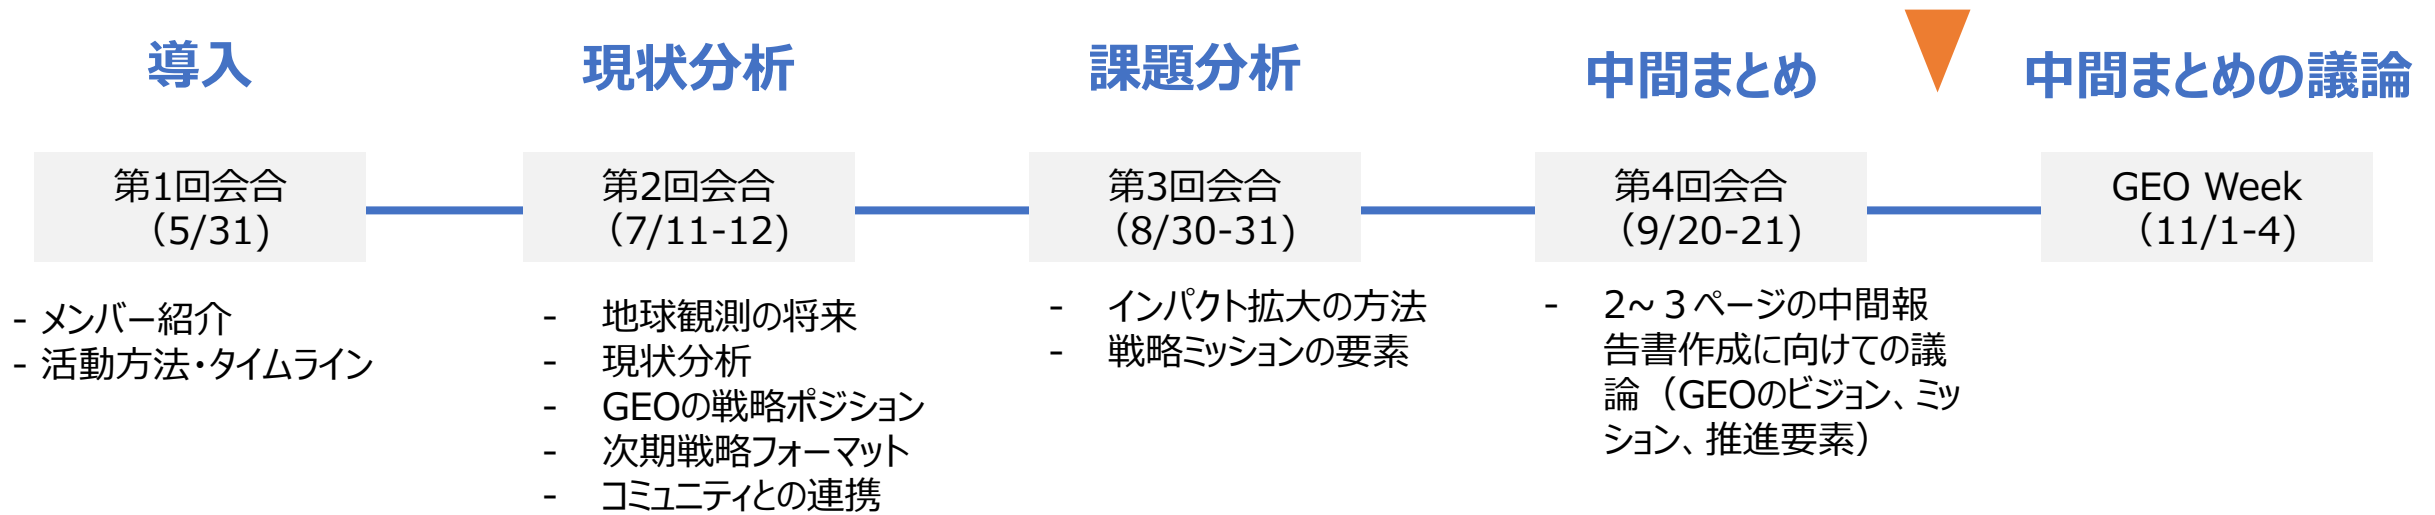 導入
現状分析
課題分析
中間まとめ
中間まとめの議論
第1回会合
（5/31)
第2回会合
（7/11-12)
第3回会合
（8/30-31)
第4回会合
（9/20-21)
GEO Week
（11/1-4)
- メンバー紹介
- 活動方法・タイムライン
- 地球観測の将来
- 現状分析
- GEOの戦略ポジション
- 次期戦略フォーマット
- コミュニティとの連携
- インパクト拡大の方法
- 戦略ミッションの要素
- 2~３ページの中間報
告書作成に向けての議
論（GEOのビジョン、ミッ
ション、推進要素）